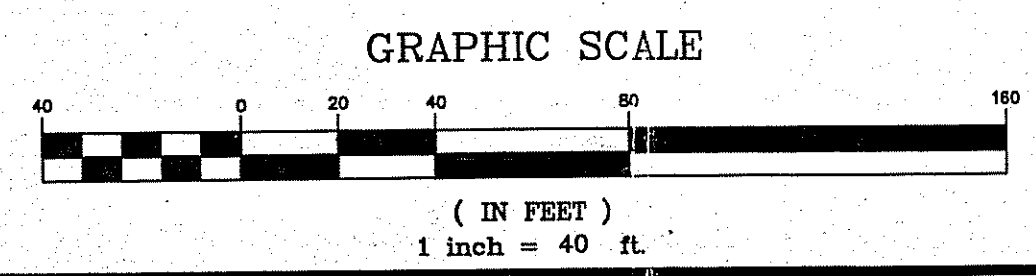 GRAPHIC SCALE
40 0 20 40 80 160
( IN FEET )
1 inch = 40 ft.